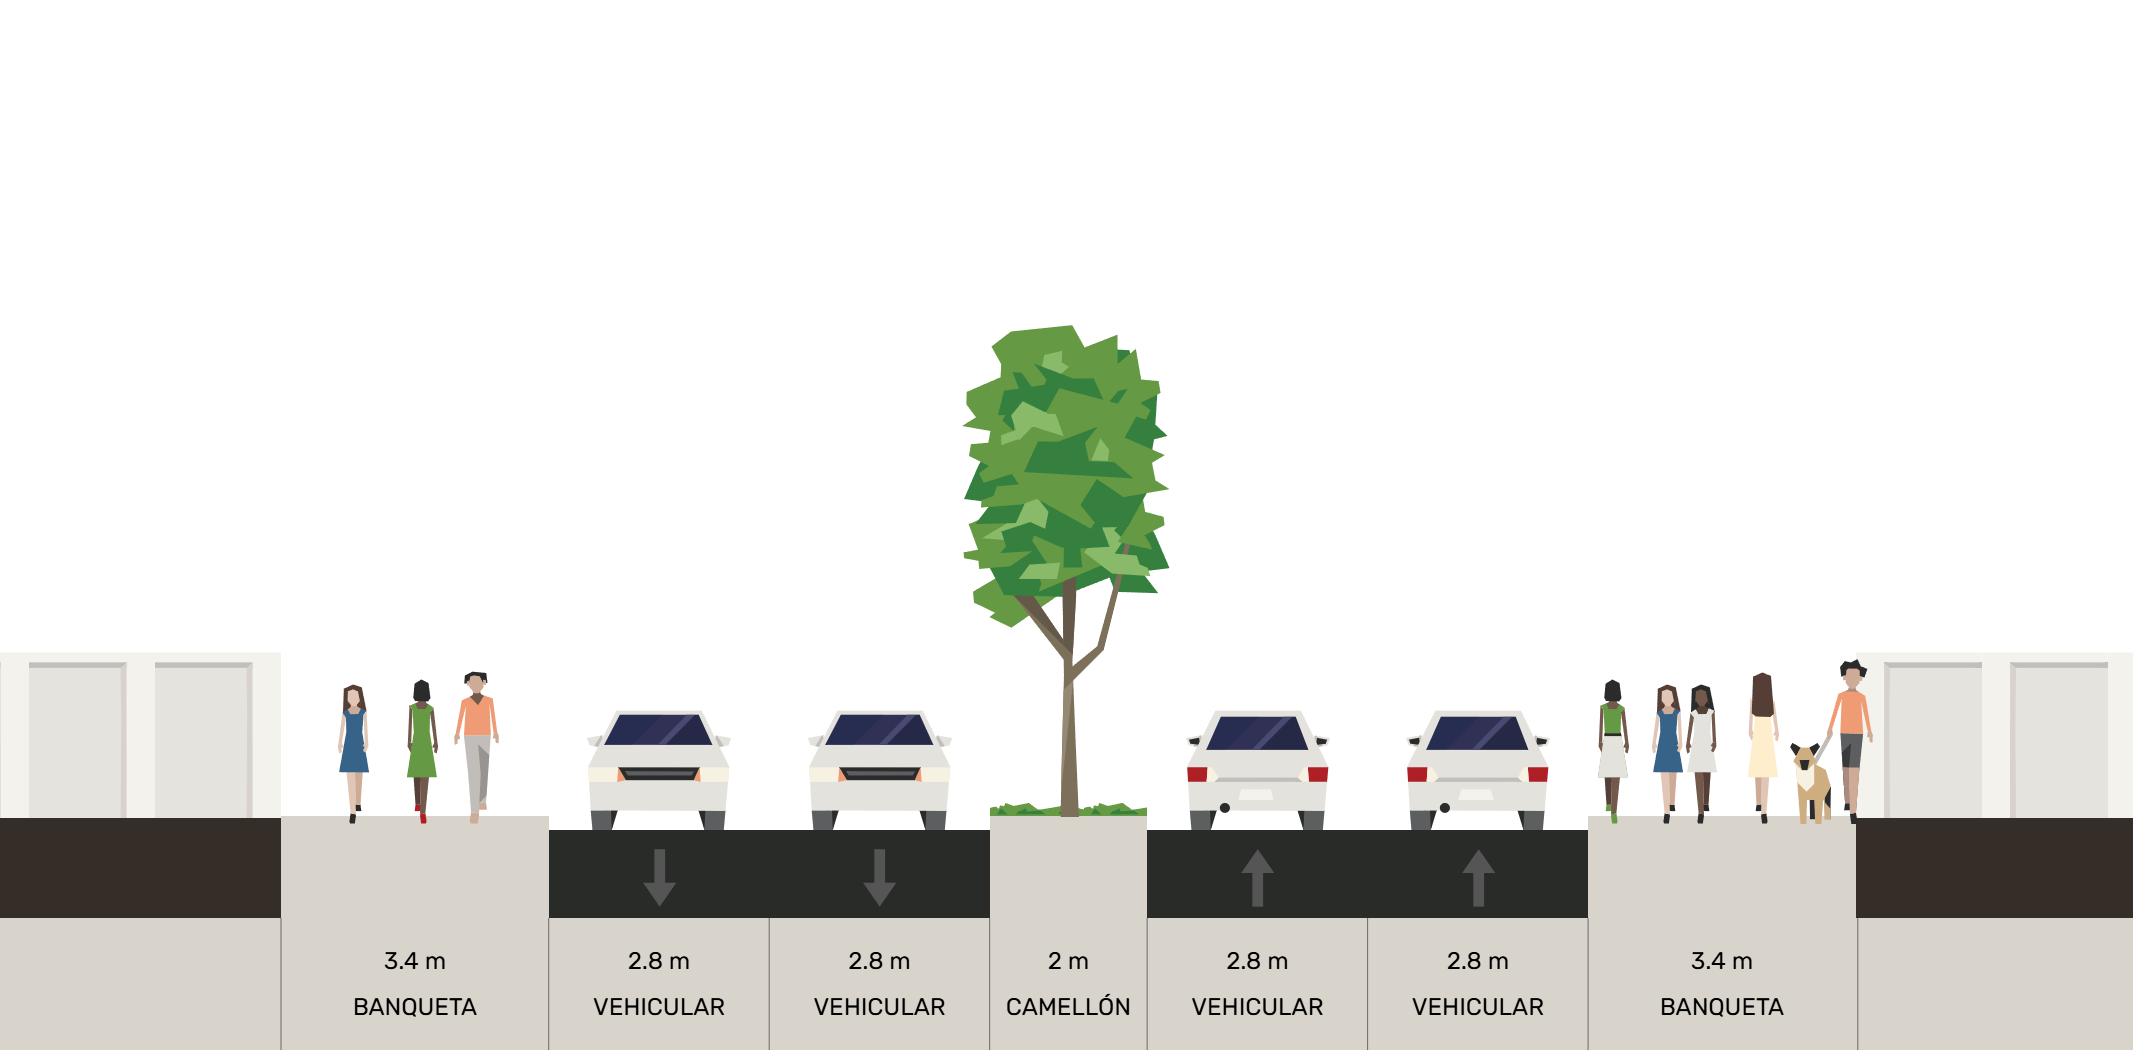 3.4 m
BANQUETA
2.8 m
VEHICULAR
2.8 m
VEHICULAR
2 m
CAMELLÓN
2.8 m
VEHICULAR
2.8 m
VEHICULAR
3.4 m
BANQUETA